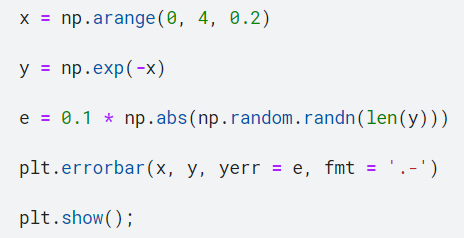 x = np.arange(0, 4, 0.2)
y = np.exp(-x)
e = 0.1 * np.abs(np.random.randn(len(y)))
plt.errorbar(x, y, yerr = e, fmt = '.-')
plt.show();